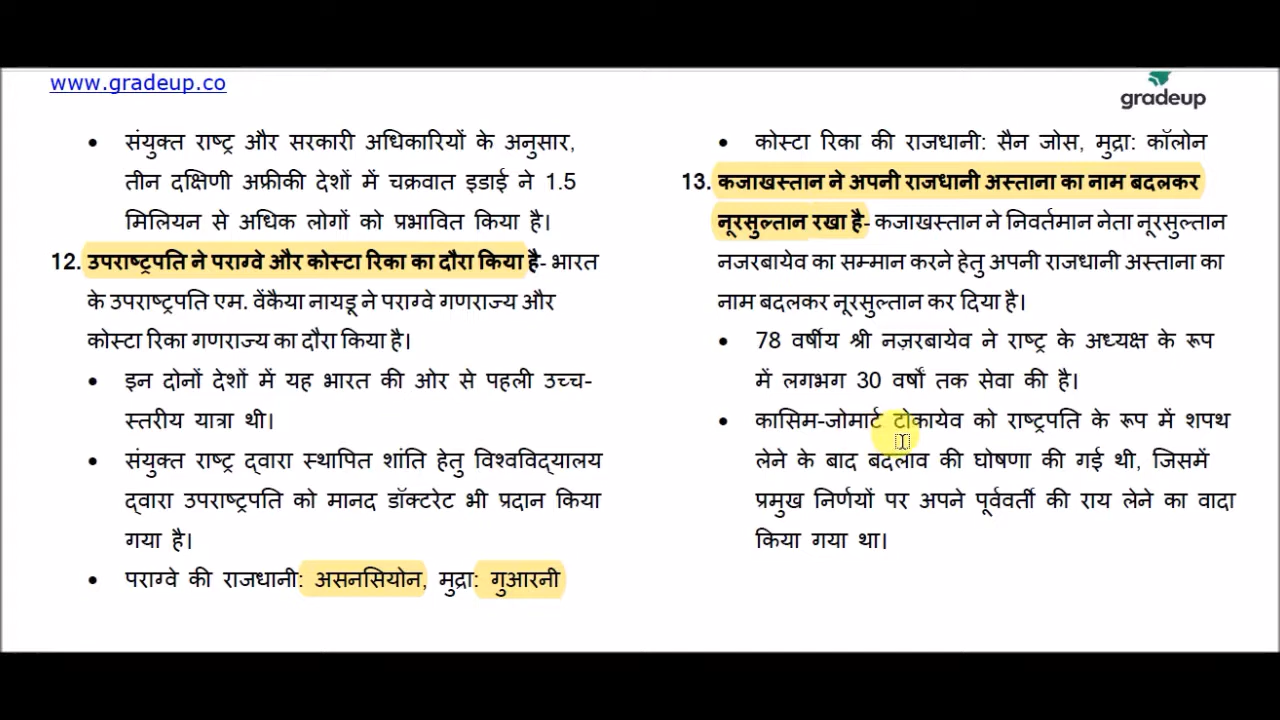 www.gradeup.co
gradeup
• संयुक्त राष्ट्र और सरकारी अधिकारियों के अनुसार,
तीन दक्षिणी अफ्रीकी देशों में चक्रवात इडाई ने 1.5
मिलियन से अधिक लोगों को प्रभावित किया है।
12. उपराष्ट्रपति ने पराग्वे और कोस्टा रिका का दौरा किया है- भारत
के उपराष्ट्रपति एम. वेंकैया नायडू ने पराग्वे गणराज्य और
कोस्टा रिका गणराज्य का दौरा किया है।
• इन दोनों देशों में यह भारत की ओर से पहली उच्च-
स्तरीय यात्रा थी।
• संयुक्त राष्ट्र द्वारा स्थापित शांति हेतु विश्वविद्यालय
द्वारा उपराष्ट्रपति को मानद डॉक्टरेट भी प्रदान किया
गया है।
• पराग्वे की राजधानी: असनसियोन, मुद्रा: गुआरनी
• कोस्टा रिका की राजधानी: सैन जोस, मुद्रा: कॉलोन
13. कजाखस्तान ने अपनी राजधानी अस्ताना का नाम बदलकर
नूरसुल्तान रखा है- कजाखस्तान ने निवर्तमान नेता नूरसुल्तान
नजरबायेव का सम्मान करने हेतु अपनी राजधानी अस्ताना का
नाम बदलकर नूरसुल्तान कर दिया है।
• 78 वर्षीय श्री नज़रबायेव ने राष्ट्र के अध्यक्ष के रूप
में लगभग 30 वर्षों तक सेवा की है।
• कासिम-जोमार्ट टोकायेव को राष्ट्रपति के रूप में शपथ
लेने के बाद बदलाव की घोषणा की गई थी, जिसमें
प्रमुख निर्णयों पर अपने पूर्ववर्ती की राय लेने का वादा
किया गया था।